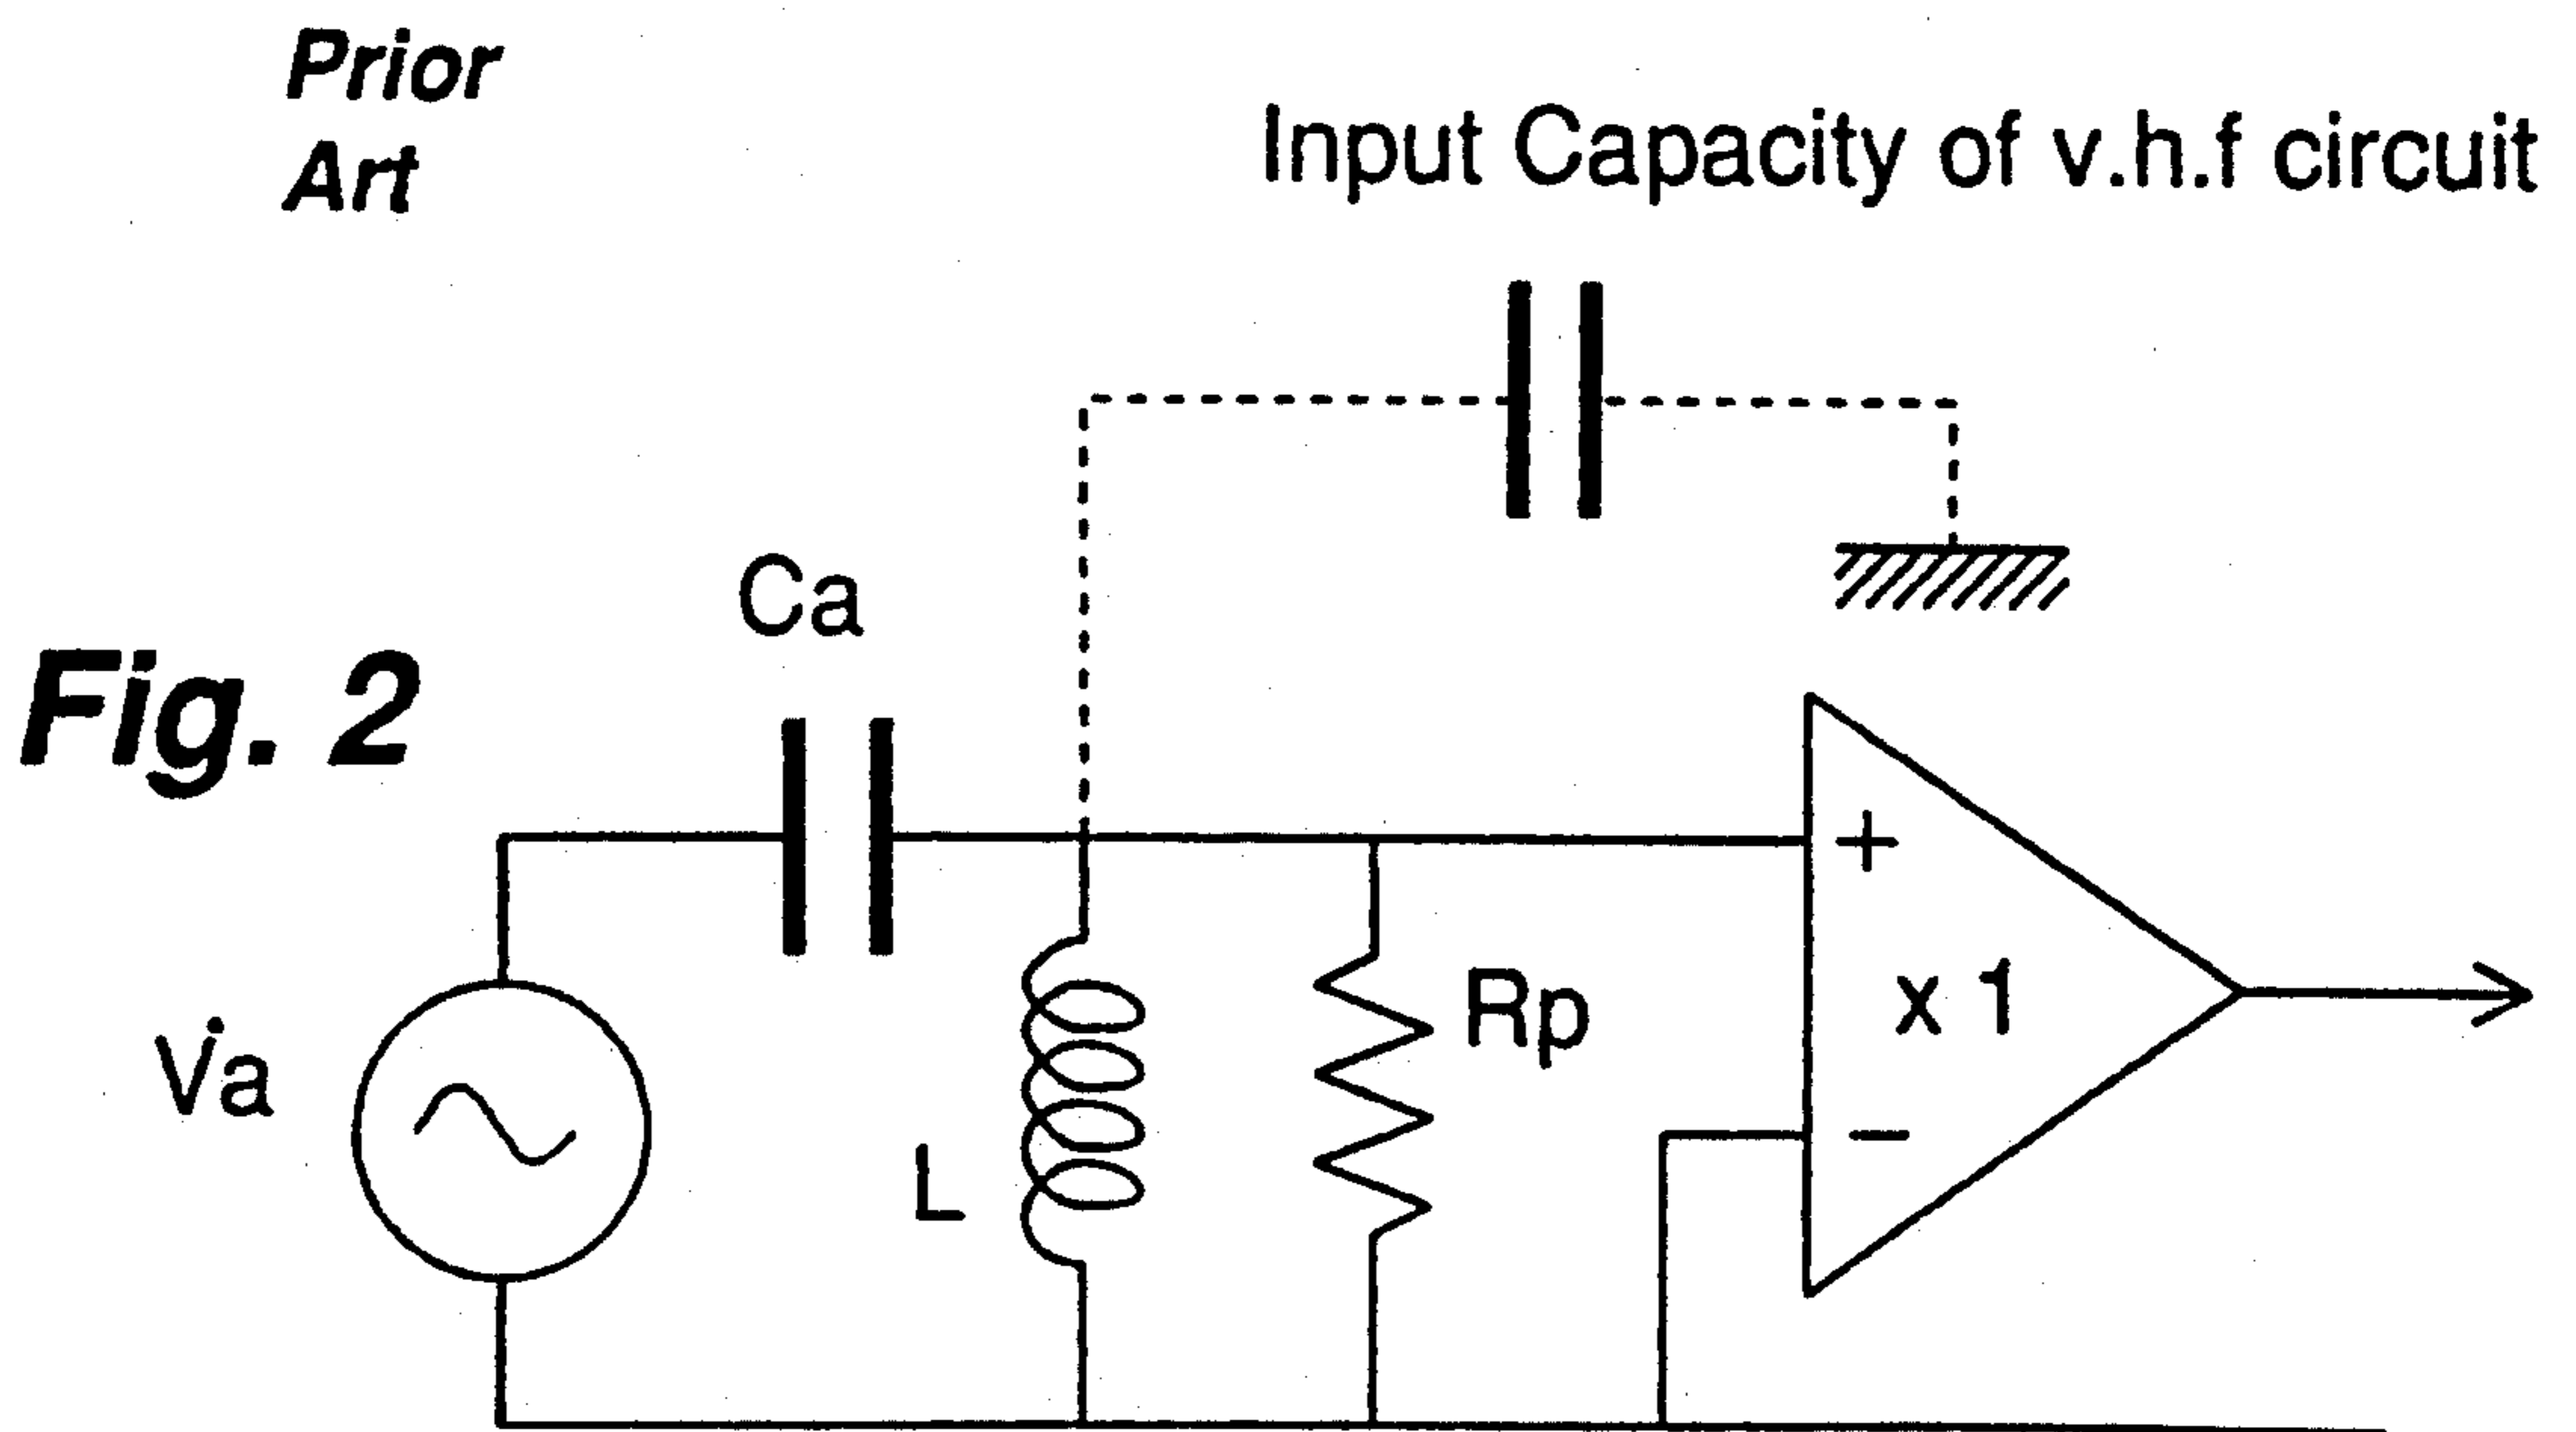 Prior
Art
Input Capacity of v.h.f circuit
Ca
Fig. 2
+
Va
x 1
Rp
L
−